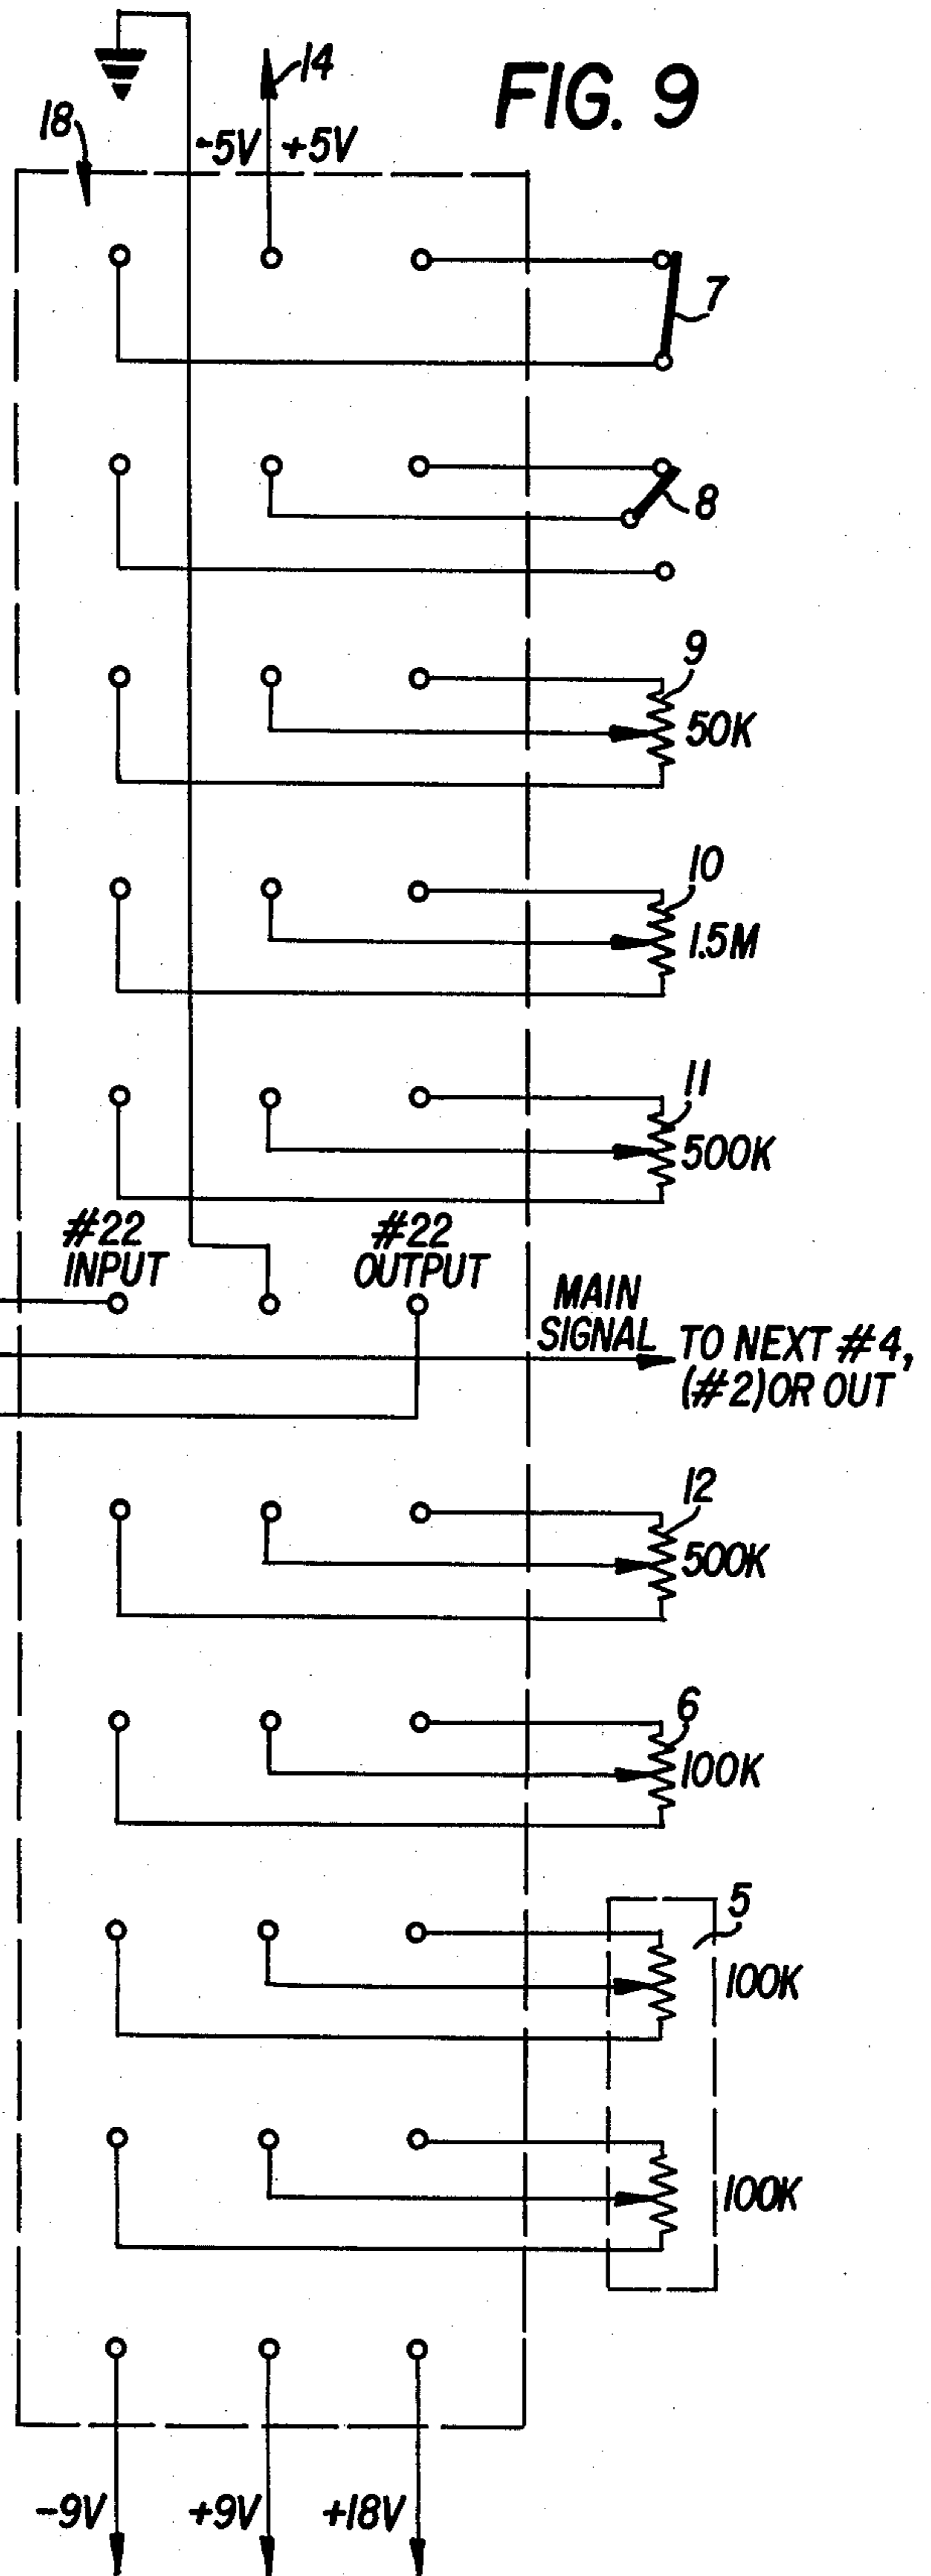 FIG. 9
14
18
-5V +5V
7
8
9
50K
10
1.5M
11
500K
#22
INPUT
#22
OUTPUT
MAIN
SIGNAL
TO NEXT #4,
(#2) OR OUT
12
500K
6
100K
5
100K
100K
-9V +9V +18V